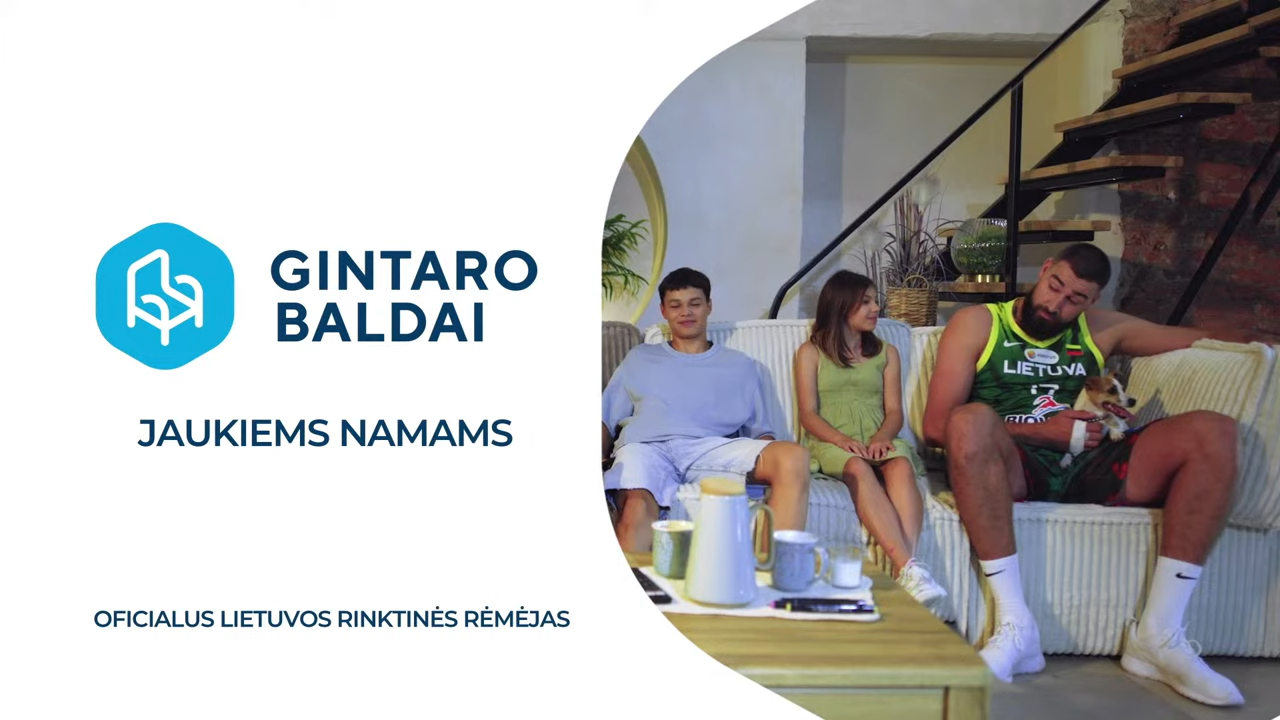 GINTARO
BALDAI
JAUKIEMS NAMAMS
OFICIALUS LIETUVOS RINKTINĖS RĖMĖJAS
LIETUVA